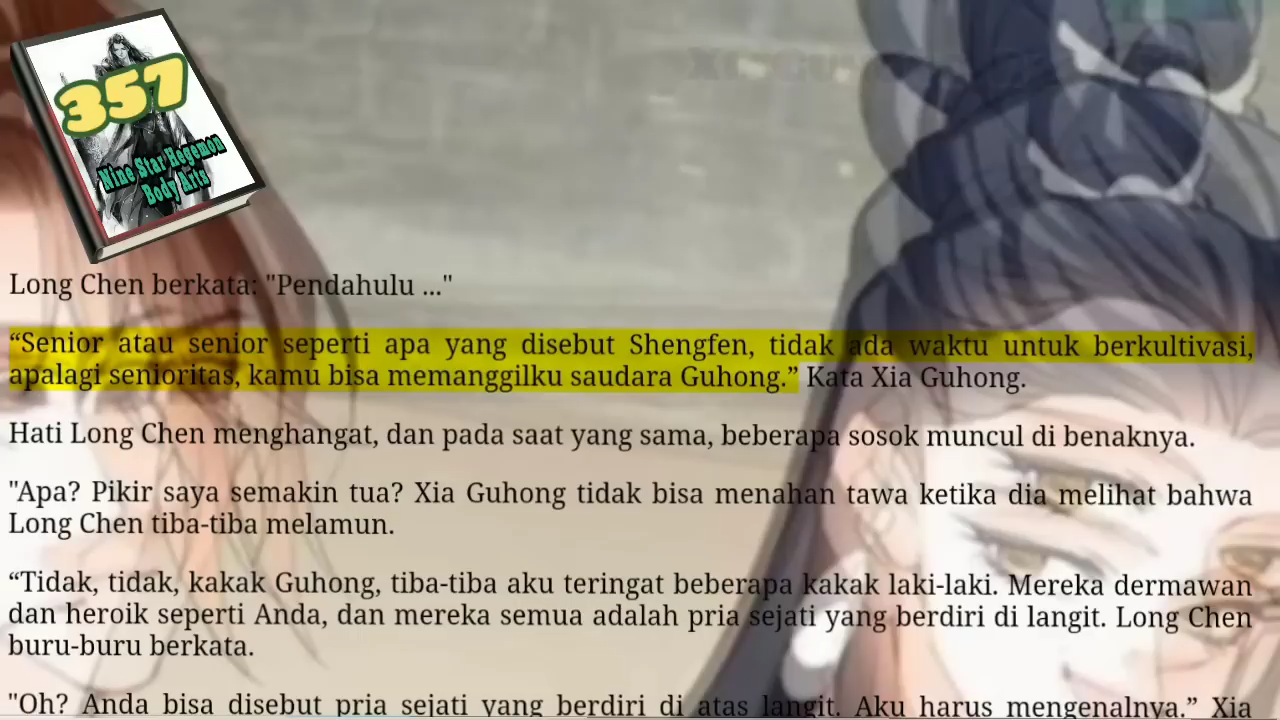 357
Nine Star Hegemon
Body Arts
Long Chen berkata: "Pendahulu ..."
“Senior atau senior seperti apa yang disebut Shengfen, tidak ada waktu untuk berkultivasi,
apalagi senioritas, kamu bisa memanggilku saudara Guhong.” Kata Xia Guhong.
Hati Long Chen menghangat, dan pada saat yang sama, beberapa sosok muncul di benaknya.
"Apa? Pikir saya semakin tua? Xia Guhong tidak bisa menahan tawa ketika dia melihat bahwa
Long Chen tiba-tiba melamun.
“Tidak, tidak, kakak Guhong, tiba-tiba aku teringat beberapa kakak laki-laki. Mereka dermawan
dan heroik seperti Anda, dan mereka semua adalah pria sejati yang berdiri di langit. Long Chen
buru-buru berkata.
"Oh? Anda bisa disebut pria sejati yang berdiri di atas langit. Aku harus mengenalnya.” Xia